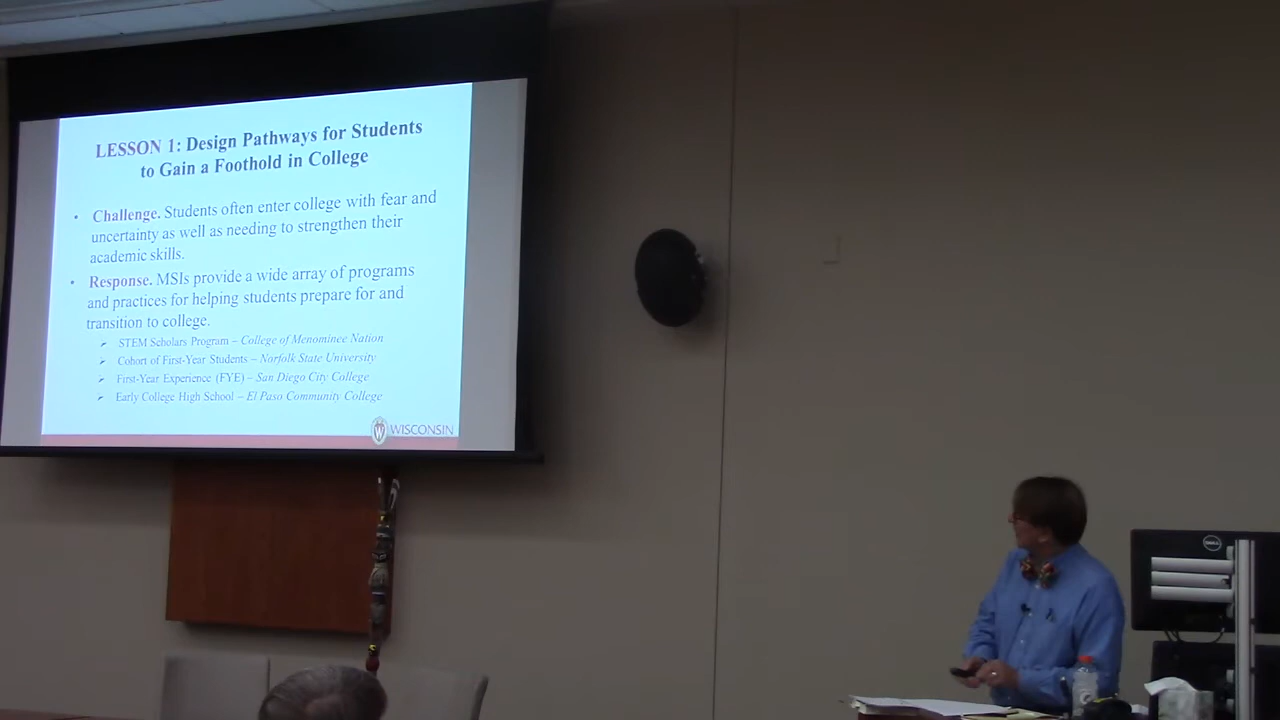 LESSON 1: Design Pathways for Students
to Gain a Foothold in College
• Challenge. Students often enter college with fear and
uncertainty as well as needing to strengthen their
academic skills.
• Response. MSIs provide a wide array of programs
and practices for helping students prepare for and
transition to college.
➢ STEM Scholars Program – College of Menominee Nation
➢ Cohort of First-Year Students – Norfolk State University
➢ First-Year Experience (FYE) – San Diego City College
➢ Early College High School – El Paso Community College
WISCONSIN
DELL